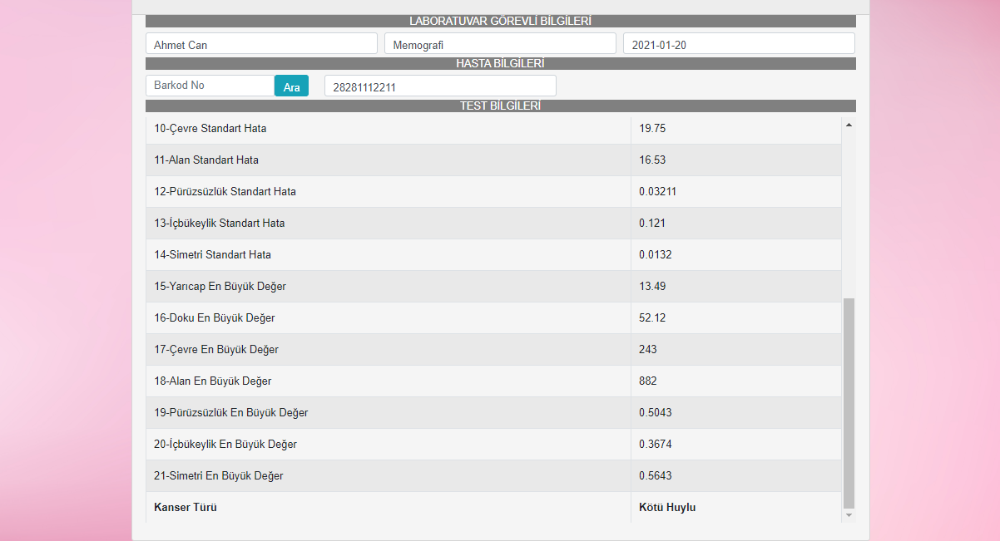 LABORATUVAR GÖREVLİ BİLGİLERİ
Ahmet Can Memografi 2021-01-20
HASTA BİLGİLERİ
Barkod No Ara 28281112211
TEST BİLGİLERİ
10-Çevre Standart Hata 19.75
11-Alan Standart Hata 16.53
12-Pürüzsüzlük Standart Hata 0.03211
13-İçbükeylik Standart Hata 0.121
14-Simetri Standart Hata 0.0132
15-Yarıcap En Büyük Değer 13.49
16-Doku En Büyük Değer 52.12
17-Çevre En Büyük Değer 243
18-Alan En Büyük Değer 882
19-Pürüzsüzlük En Büyük Değer 0.5043
20-İçbükeylik En Büyük Değer 0.3674
21-Simetri En Büyük Değer 0.5643
Kanser Türü Kötü Huylu